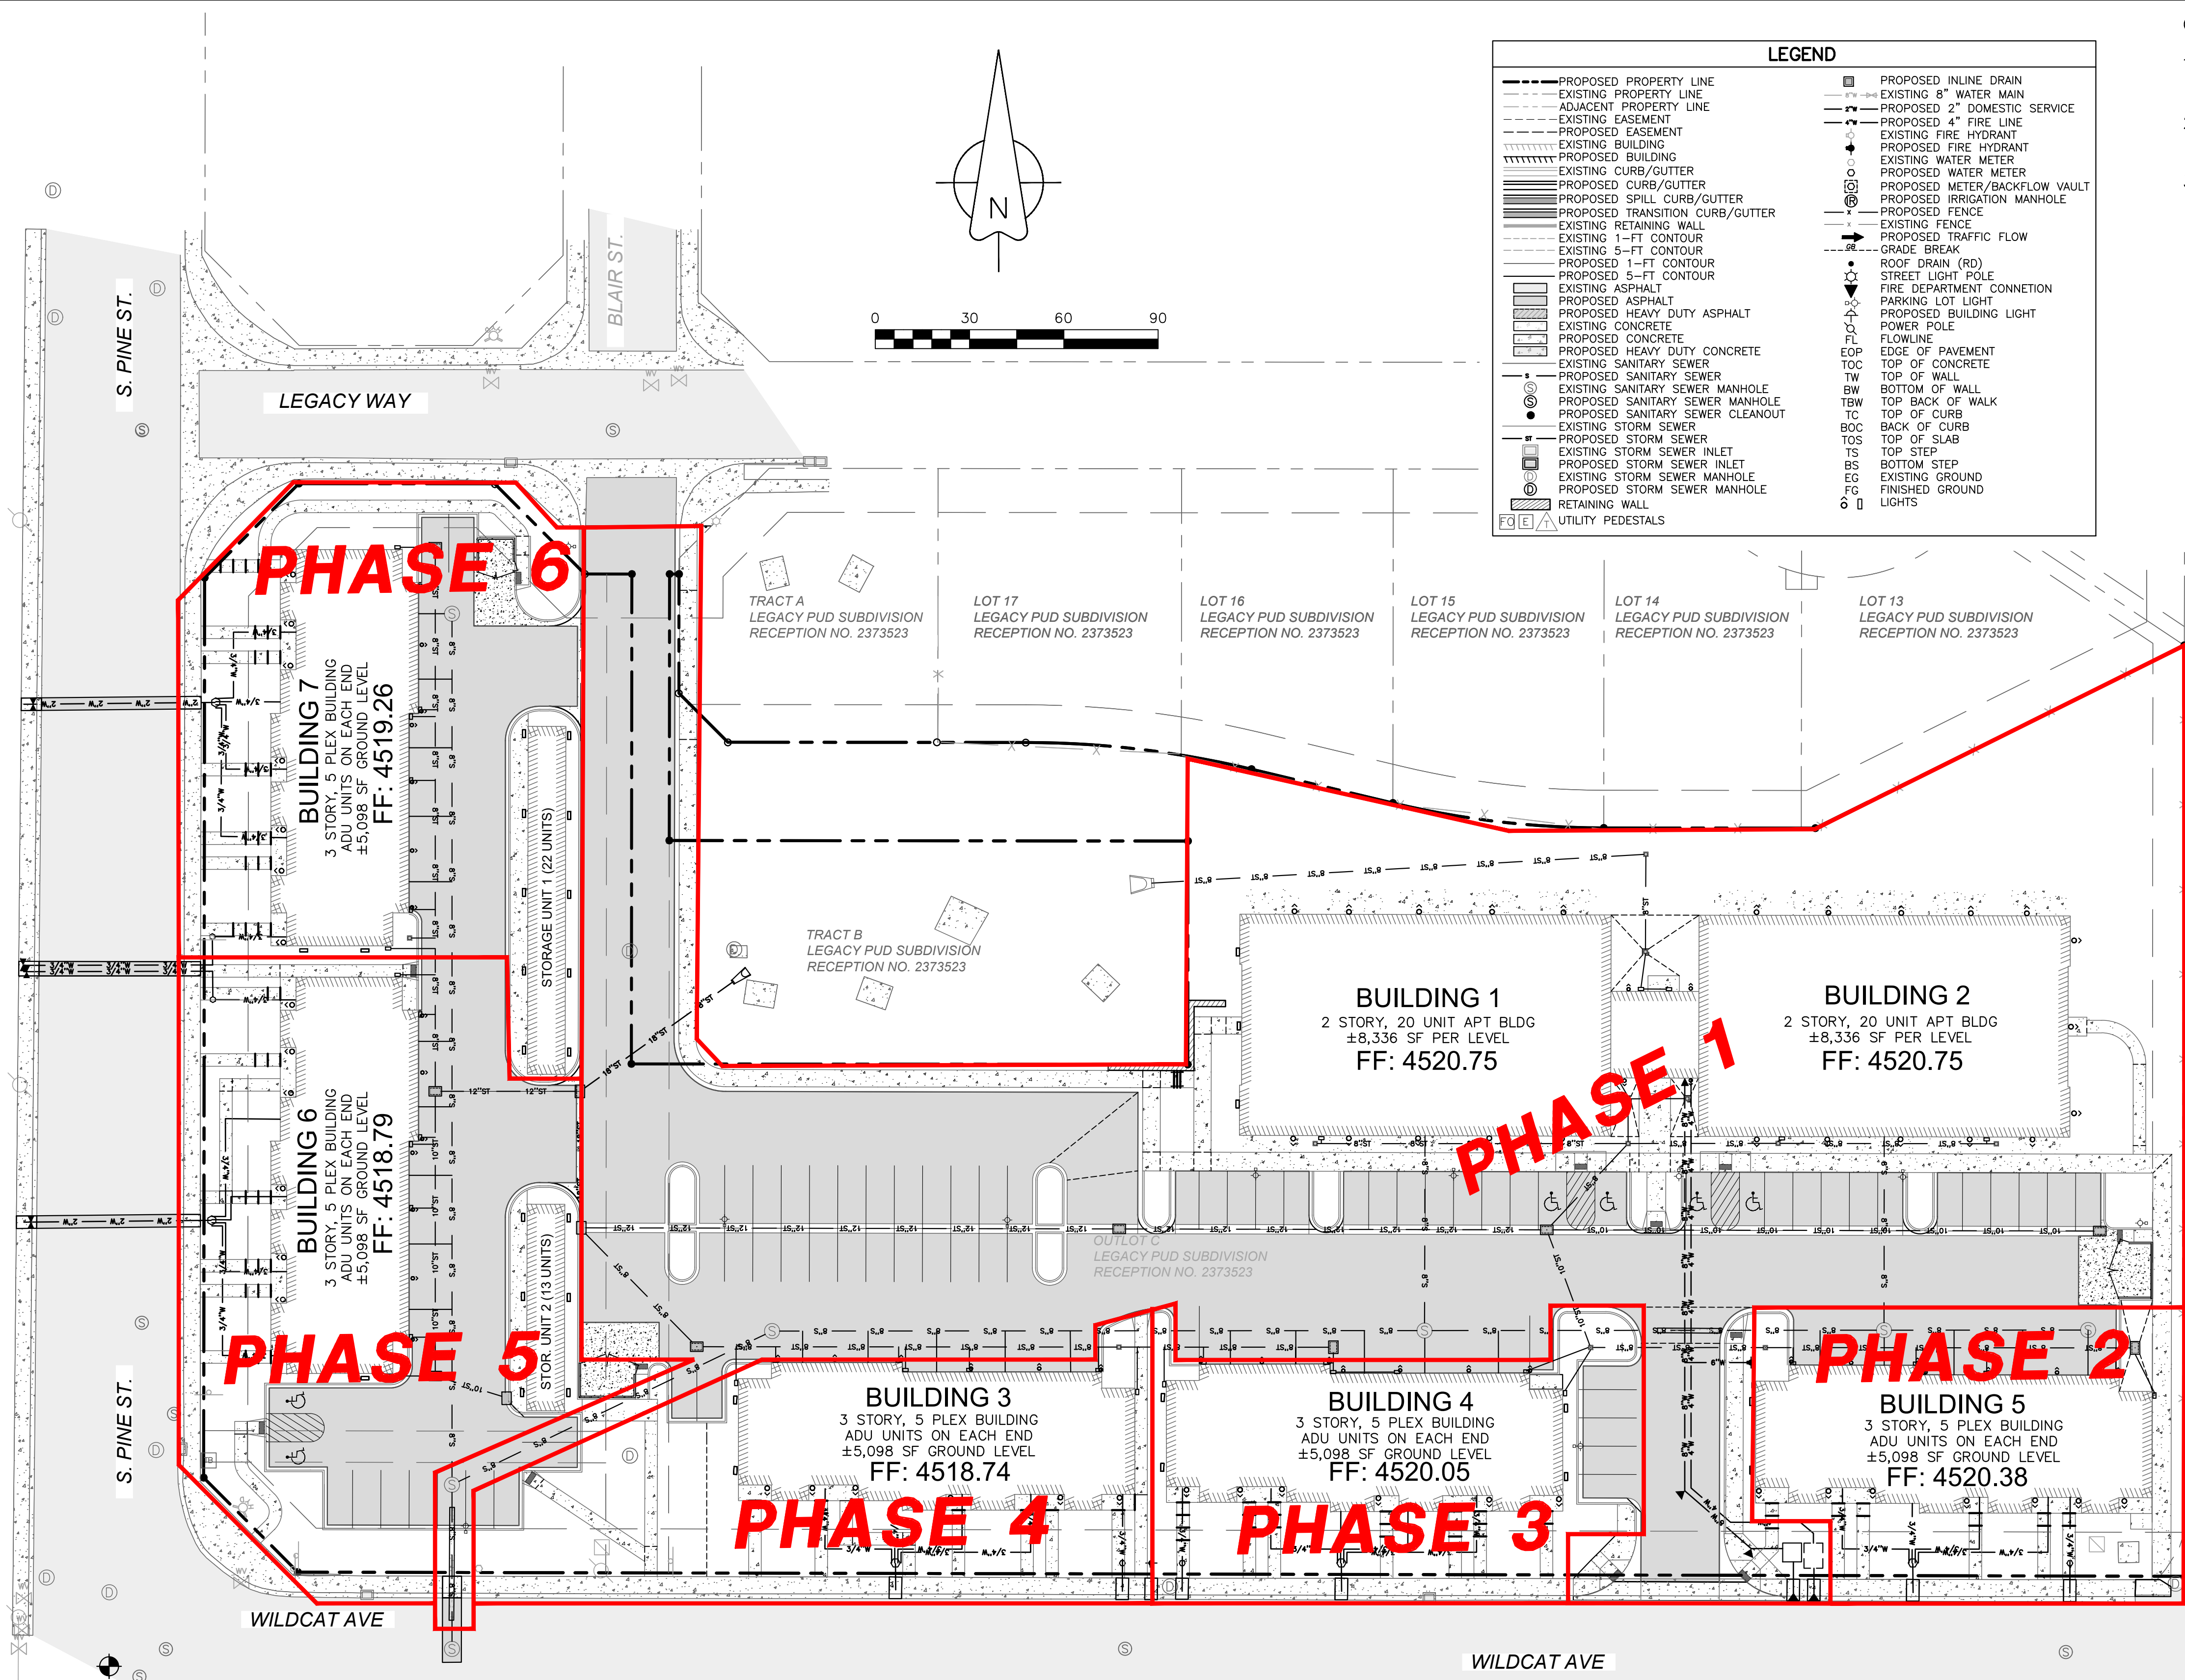 LEGEND
PROPOSED PROPERTY LINE
EXISTING PROPERTY LINE
ADJACENT PROPERTY LINE
EXISTING EASEMENT
PROPOSED EASEMENT
EXISTING BUILDING
PROPOSED BUILDING
EXISTING CURB/GUTTER
PROPOSED CURB/GUTTER
PROPOSED SPILL CURB/GUTTER
PROPOSED TRANSITION CURB/GUTTER
EXISTING RETAINING WALL
EXISTING 1-FT CONTOUR
EXISTING 5-FT CONTOUR
PROPOSED 1-FT CONTOUR
PROPOSED 5-FT CONTOUR
EXISTING ASPHALT
PROPOSED ASPHALT
PROPOSED HEAVY DUTY ASPHALT
EXISTING CONCRETE
PROPOSED CONCRETE
PROPOSED HEAVY DUTY CONCRETE
EXISTING SANITARY SEWER
S PROPOSED SANITARY SEWER
S EXISTING SANITARY SEWER MANHOLE
S PROPOSED SANITARY SEWER MANHOLE
PROPOSED SANITARY SEWER CLEANOUT
EXISTING STORM SEWER
ST PROPOSED STORM SEWER
EXISTING STORM SEWER INLET
PROPOSED STORM SEWER INLET
D EXISTING STORM SEWER MANHOLE
D PROPOSED STORM SEWER MANHOLE
RETAINING WALL
FO E T UTILITY PEDESTALS
PROPOSED INLINE DRAIN
8"W EXISTING 8" WATER MAIN
2"W PROPOSED 2" DOMESTIC SERVICE
4"W PROPOSED 4" FIRE LINE
EXISTING FIRE HYDRANT
PROPOSED FIRE HYDRANT
EXISTING WATER METER
PROPOSED WATER METER
PROPOSED METER/BACKFLOW VAULT
IR PROPOSED IRRIGATION MANHOLE
X PROPOSED FENCE
X EXISTING FENCE
PROPOSED TRAFFIC FLOW
GB GRADE BREAK
ROOF DRAIN (RD)
STREET LIGHT POLE
FIRE DEPARTMENT CONNETION
PARKING LOT LIGHT
PROPOSED BUILDING LIGHT
POWER POLE
FL FLOWLINE
EOP EDGE OF PAVEMENT
TOC TOP OF CONCRETE
TW TOP OF WALL
BW BOTTOM OF WALL
TBW TOP BACK OF WALK
TC TOP OF CURB
BOC BACK OF CURB
TOS TOP OF SLAB
TS TOP STEP
BS BOTTOM STEP
EG EXISTING GROUND
FG FINISHED GROUND
LIGHTS
N
0 30 60 90
S. PINE ST.
BLAIR ST.
LEGACY WAY
PHASE 6
BUILDING 7
3 STORY, 5 PLEX BUILDING
ADU UNITS ON EACH END
±5,098 SF GROUND LEVEL
FF: 4519.26
STORAGE UNIT 1 (22 UNITS)
TRACT A
LEGACY PUD SUBDIVISION
RECEPTION NO. 2373523
LOT 17
LEGACY PUD SUBDIVISION
RECEPTION NO. 2373523
LOT 16
LEGACY PUD SUBDIVISION
RECEPTION NO. 2373523
LOT 15
LEGACY PUD SUBDIVISION
RECEPTION NO. 2373523
LOT 14
LEGACY PUD SUBDIVISION
RECEPTION NO. 2373523
LOT 13
LEGACY PUD SUBDIVISION
RECEPTION NO. 2373523
TRACT B
LEGACY PUD SUBDIVISION
RECEPTION NO. 2373523
BUILDING 1
2 STORY, 20 UNIT APT BLDG
±8,336 SF PER LEVEL
FF: 4520.75
BUILDING 2
2 STORY, 20 UNIT APT BLDG
±8,336 SF PER LEVEL
FF: 4520.75
PHASE 1
BUILDING 6
3 STORY, 5 PLEX BUILDING
ADU UNITS ON EACH END
±5,098 SF GROUND LEVEL
FF: 4518.79
STOR. UNIT 2 (13 UNITS)
PHASE 5
OUTLOT C
LEGACY PUD SUBDIVISION
RECEPTION NO. 2373523
BUILDING 3
3 STORY, 5 PLEX BUILDING
ADU UNITS ON EACH END
±5,098 SF GROUND LEVEL
FF: 4518.74
PHASE 4
BUILDING 4
3 STORY, 5 PLEX BUILDING
ADU UNITS ON EACH END
±5,098 SF GROUND LEVEL
FF: 4520.05
PHASE 3
PHASE 2
BUILDING 5
3 STORY, 5 PLEX BUILDING
ADU UNITS ON EACH END
±5,098 SF GROUND LEVEL
FF: 4520.38
S. PINE ST.
WILDCAT AVE
WILDCAT AVE